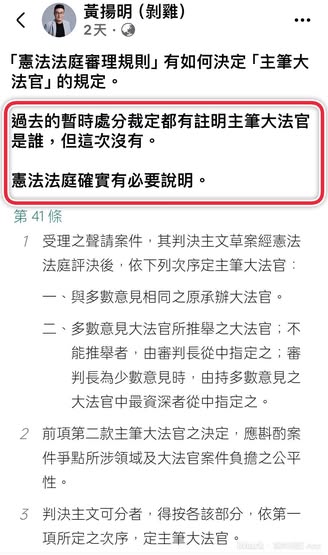 黃揚明（剝雞）
2天・
「憲法法庭審理規則」有如何決定「主筆大
法官」的規定。
過去的暫時處分裁定都有註明主筆大法官
是誰，但這次沒有。
憲法法庭確實有必要說明。
第 41 條
1 受理之聲請案件，其判決主文草案經憲法
法庭評決後，依下列次序定主筆大法官：
一、與多數意見相同之原承辦大法官。
二、多數意見大法官所推舉之大法官；不
能推舉者，由審判長從中指定之；審
判長為少數意見時，由持多數意見之
大法官中最資深者從中指定之。
2 前項第二款主筆大法官之決定，應斟酌案
件爭點所涉領域及大法官案件負擔之公平
性。
3 判決主文可分者，得按各該部分，依第一
項所定之次序，定主筆大法官。